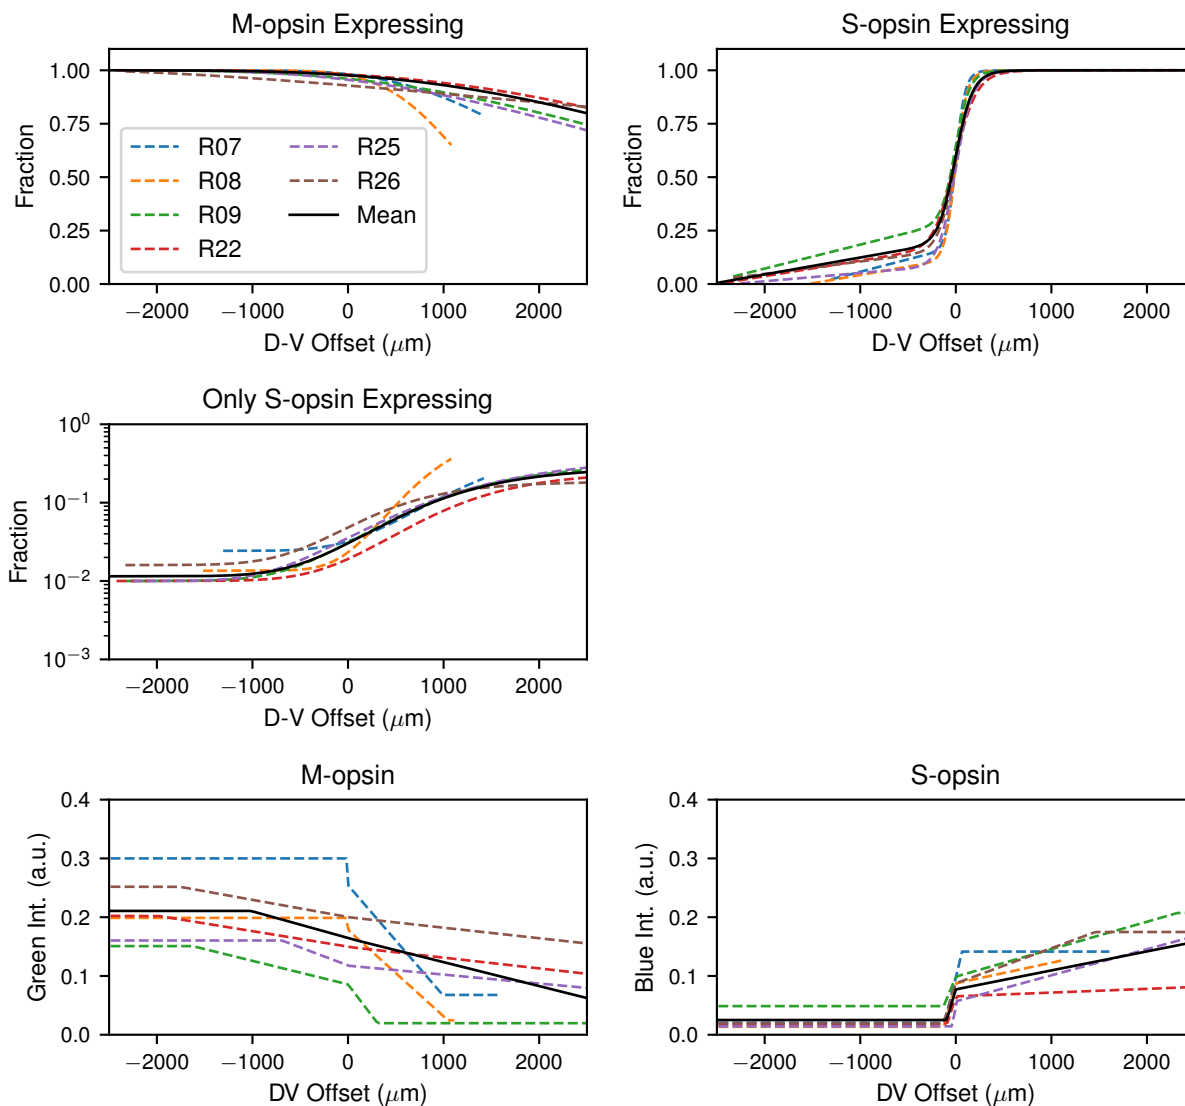 M-opsin Expressing
1.00
0.75
0.50
0.25
0.00
Fraction
R07
R08
R09
R22
R25
R26
Mean
−2000 −1000 0 1000 2000
D-V Offset (μm)
S-opsin Expressing
1.00
0.75
0.50
0.25
0.00
Fraction
−2000 −1000 0 1000 2000
D-V Offset (μm)
Only S-opsin Expressing
10⁰
10⁻¹
10⁻²
10⁻³
Fraction
−2000 −1000 0 1000 2000
D-V Offset (μm)
M-opsin
0.4
0.3
0.2
0.1
0.0
Green Int. (a.u.)
−2000 −1000 0 1000 2000
DV Offset (μm)
S-opsin
0.4
0.3
0.2
0.1
0.0
Blue Int. (a.u.)
−2000 −1000 0 1000 2000
DV Offset (μm)